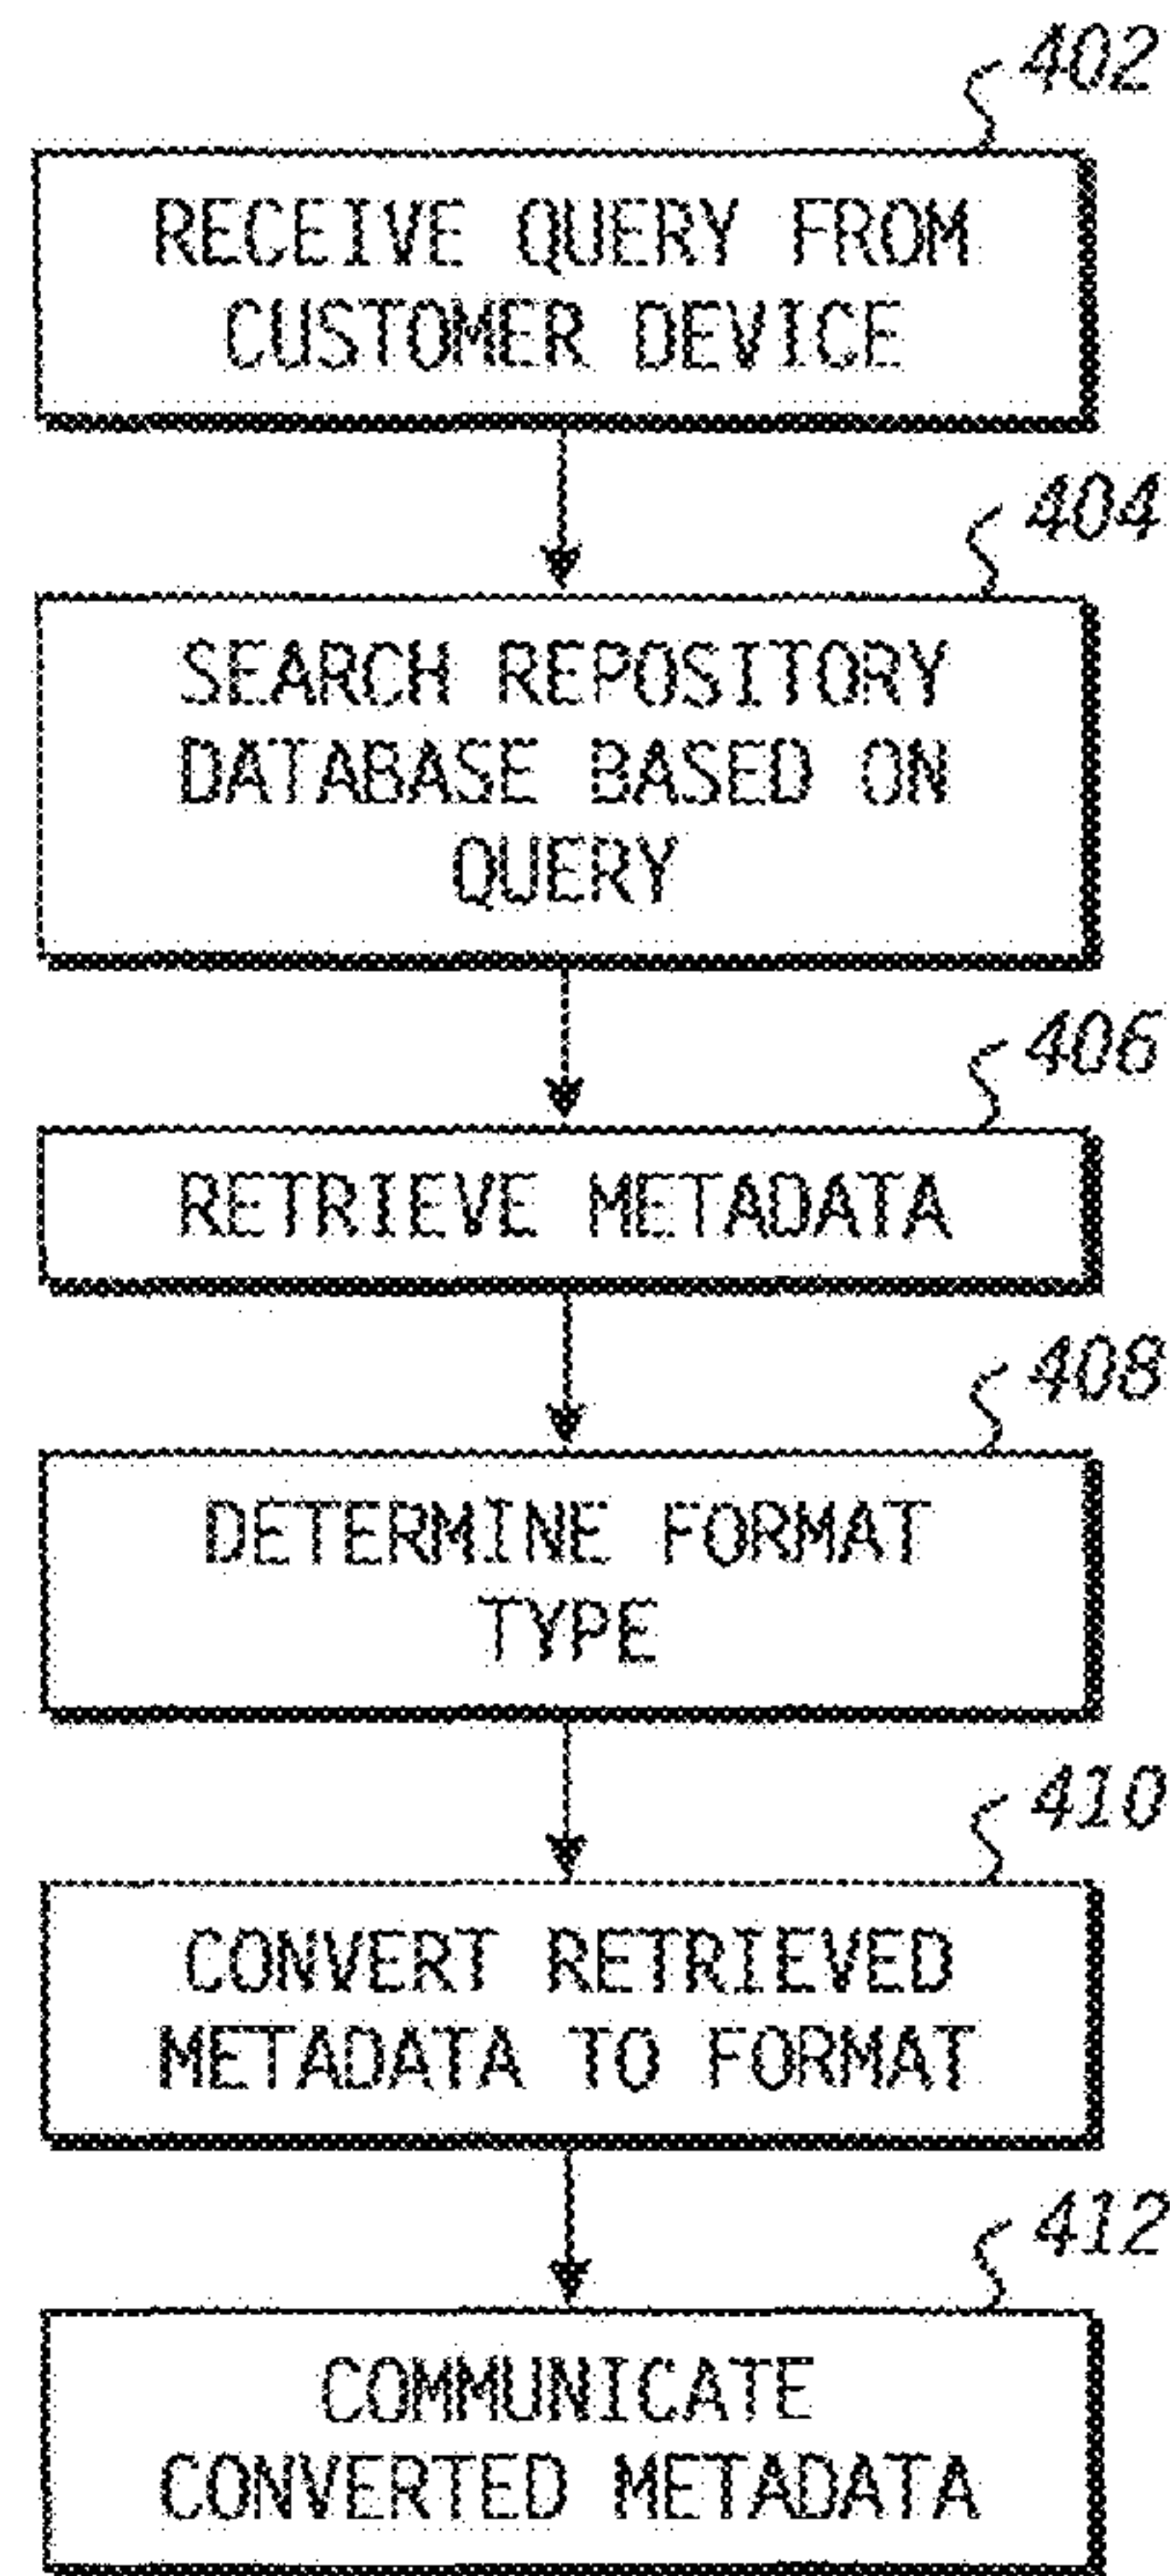 402
RECEIVE QUERY FROM
CUSTOMER DEVICE
404
SEARCH REPOSITORY
DATABASE BASED ON
QUERY
406
RETRIEVE METADATA
408
DETERMINE FORMAT
TYPE
410
CONVERT RETRIEVED
METADATA TO FORMAT
412
COMMUNICATE
CONVERTED METADATA